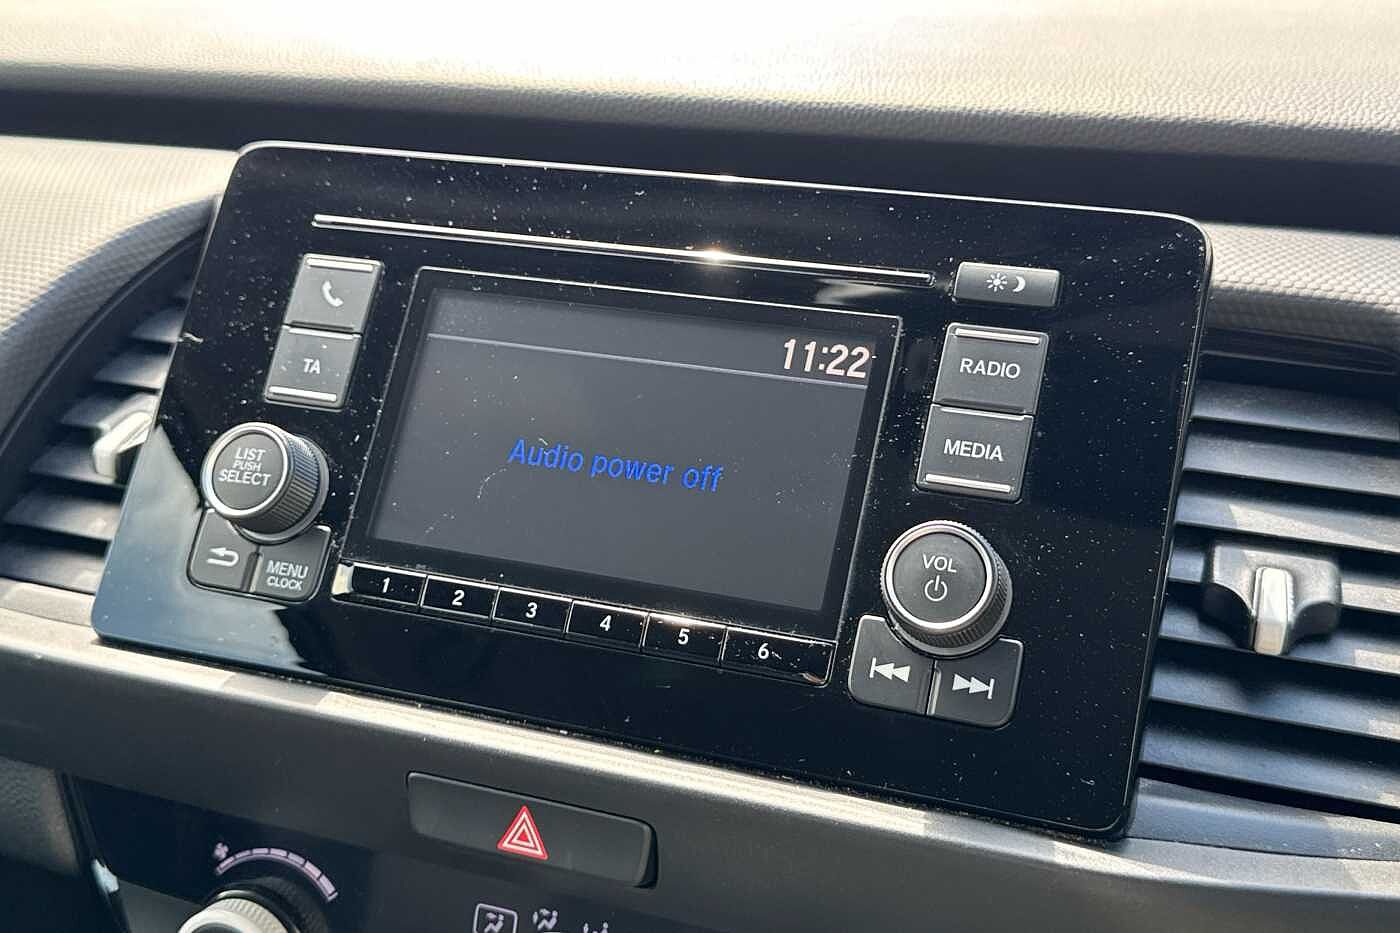 11:22
Audio power off
TA
LIST
PUSH
SELECT
MENU
CLOCK
1 2 3 4 5 6
RADIO
MEDIA
VOL